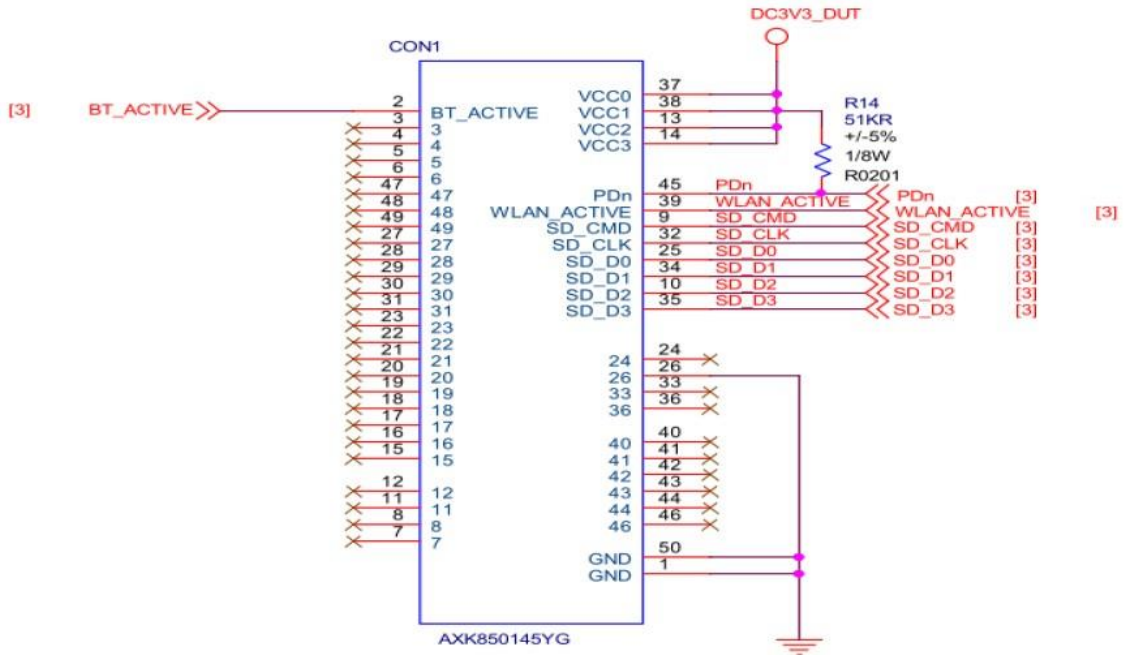 DC3V3_DUT
CON1
[3] BT_ACTIVE 2 BT_ACTIVE
3 3
4 4
5 5
6 6
47 47
48 48
49 49
27 27
28 28
29 29
30 30
31 31
23 23
22 22
21 21
20 20
19 19
18 18
17 17
16 16
15 15
12 12
11 11
8 8
7 7
VCC0 37
VCC1 38
VCC2 13
VCC3 14
R14
51KR
+/-5%
1/8W
R0201
PDn 45 PDn PDn [3]
WLAN_ACTIVE 39 WLAN_ACTIVE WLAN_ACTIVE [3]
SD_CMD 9 SD_CMD SD_CMD [3]
SD_CLK 32 SD_CLK SD_CLK [3]
SD_D0 25 SD_D0 SD_D0 [3]
SD_D1 34 SD_D1 SD_D1 [3]
SD_D2 10 SD_D2 SD_D2 [3]
SD_D3 35 SD_D3 SD_D3 [3]
24 24
26 26
33 33
36 36
40 40
41 41
42 42
43 43
44 44
46 46
GND 50
GND 1
AXK850145YG